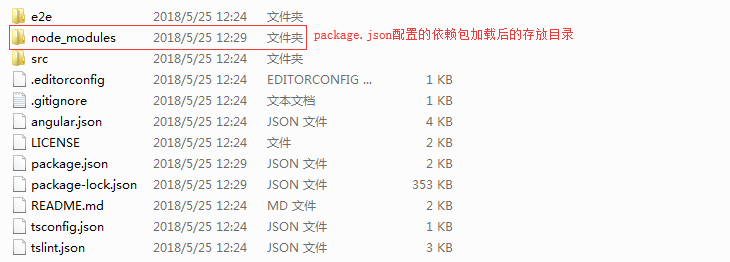 e2e 2018/5/25 12:24 文件夹
node_modules 2018/5/25 12:29 文件夹 package.json配置的依赖包加载后的存放目录
src 2018/5/25 12:24 文件夹
.editorconfig 2018/5/25 12:24 EDITORCONFIG ... 1 KB
.gitignore 2018/5/25 12:24 文本文档 1 KB
angular.json 2018/5/25 12:24 JSON 文件 4 KB
LICENSE 2018/5/25 12:24 文件 2 KB
package.json 2018/5/25 12:29 JSON 文件 2 KB
package-lock.json 2018/5/25 12:29 JSON 文件 353 KB
README.md 2018/5/25 12:24 MD 文件 2 KB
tsconfig.json 2018/5/25 12:24 JSON 文件 1 KB
tslint.json 2018/5/25 12:24 JSON 文件 3 KB